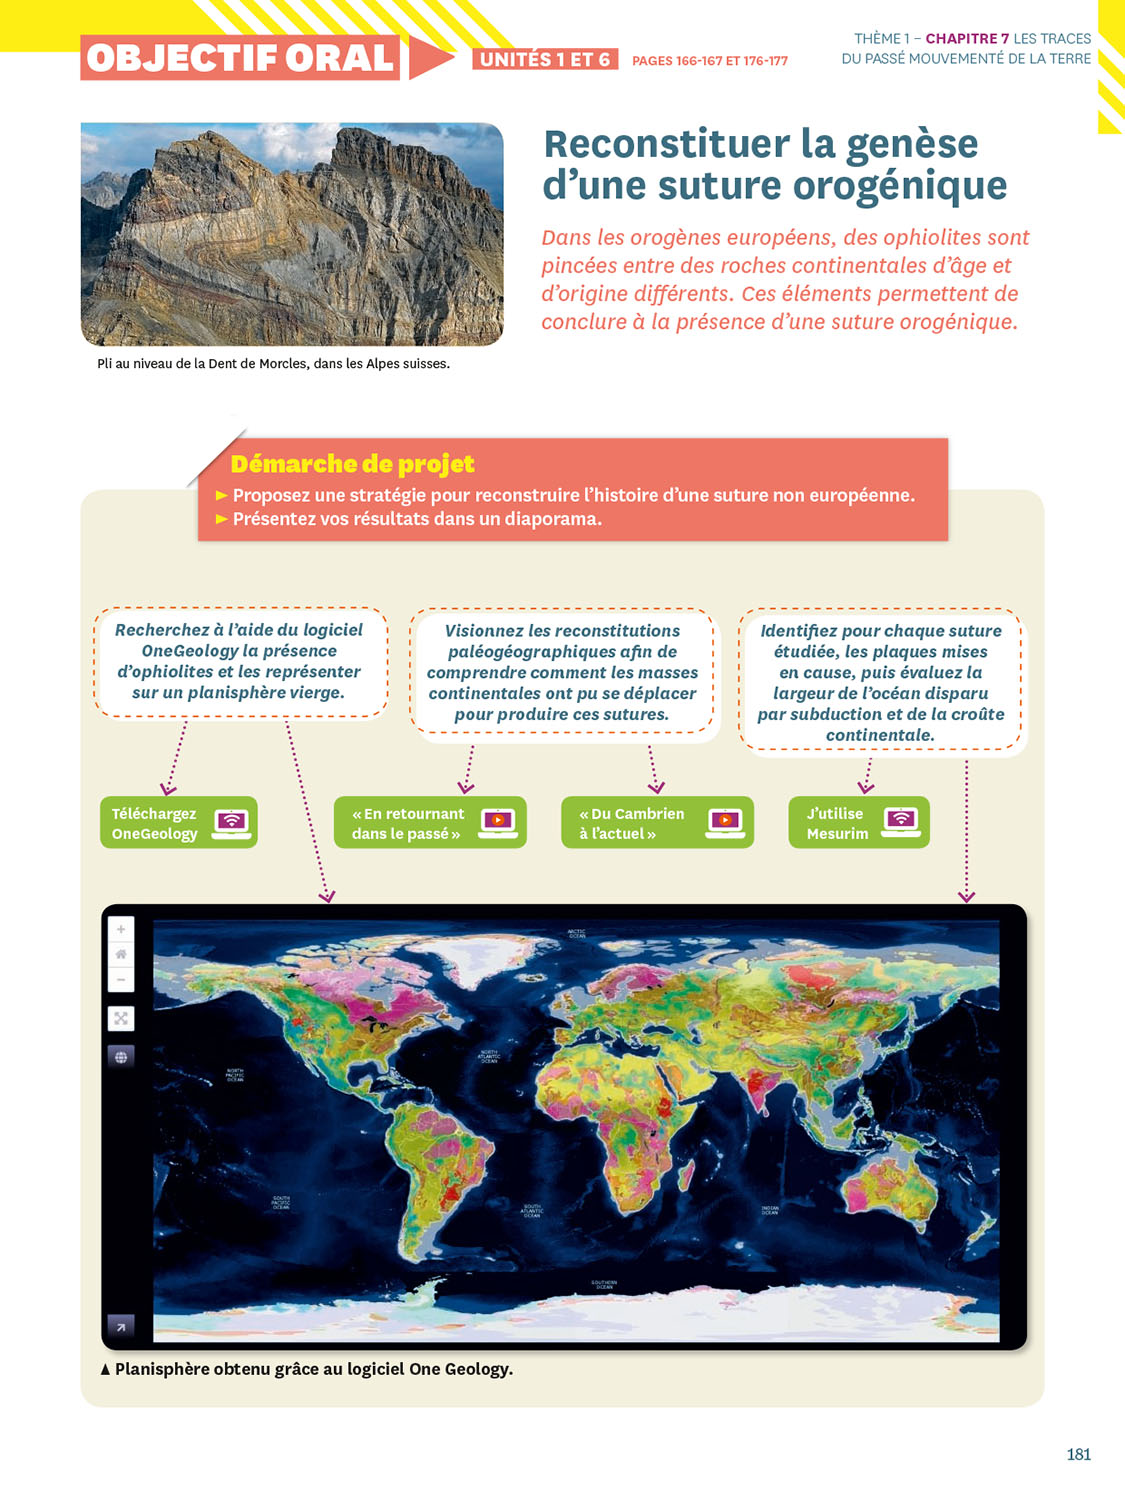 OBJECTIF ORAL
UNITÉS 1 ET 6
PAGES 166-167 ET 176-177
THÈME 1 – CHAPITRE 7 LES TRACES
DU PASSÉ MOUVEMENTÉ DE LA TERRE
Pli au niveau de la Dent de Morcles, dans les Alpes suisses.
Reconstituer la genèse
d’une suture orogénique
Dans les orogènes européens, des ophiolites sont
pincées entre des roches continentales d’âge et
d’origine différents. Ces éléments permettent de
conclure à la présence d’une suture orogénique.
Démarche de projet
► Proposez une stratégie pour reconstruire l’histoire d’une suture non européenne.
► Présentez vos résultats dans un diaporama.
Recherchez à l’aide du logiciel
OneGeology la présence
d’ophiolites et les représenter
sur un planisphère vierge.
Visionnez les reconstitutions
paléogéographiques afin de
comprendre comment les masses
continentales ont pu se déplacer
pour produire ces sutures.
Identifiez pour chaque suture
étudiée, les plaques mises
en cause, puis évaluez la
largeur de l’océan disparu
par subduction et de la croûte
continentale.
Téléchargez
OneGeology
« En retournant
dans le passé »
« Du Cambrien
à l’actuel »
J’utilise
Mesurim
ARCTIC
OCEAN
NORTH
ATLANTIC
OCEAN
NORTH
PACIFIC
OCEAN
SOUTH
PACIFIC
OCEAN
SOUTH
ATLANTIC
OCEAN
INDIAN
OCEAN
SOUTHERN
OCEAN
▲ Planisphère obtenu grâce au logiciel One Geology.
181